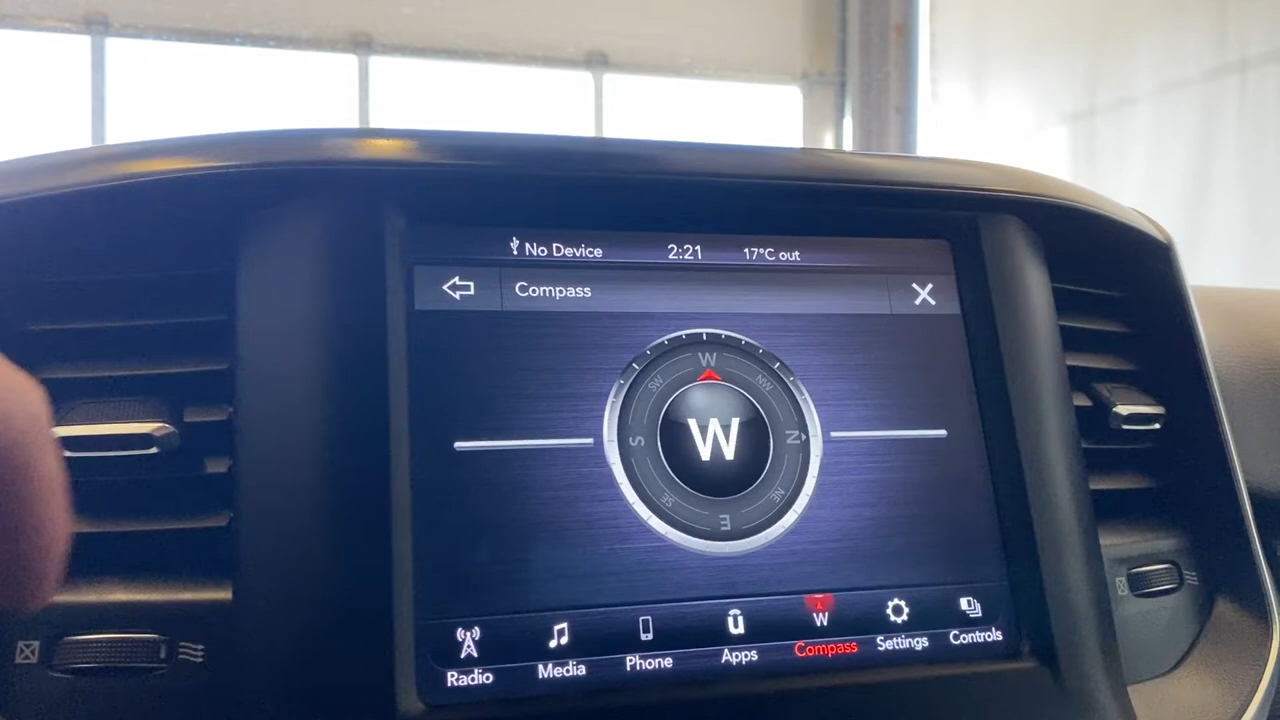 No Device 2:21 17°C out
Compass
W
SW NW
W
S N
SE NE
E
W
Radio Media Phone Apps Compass Settings Controls